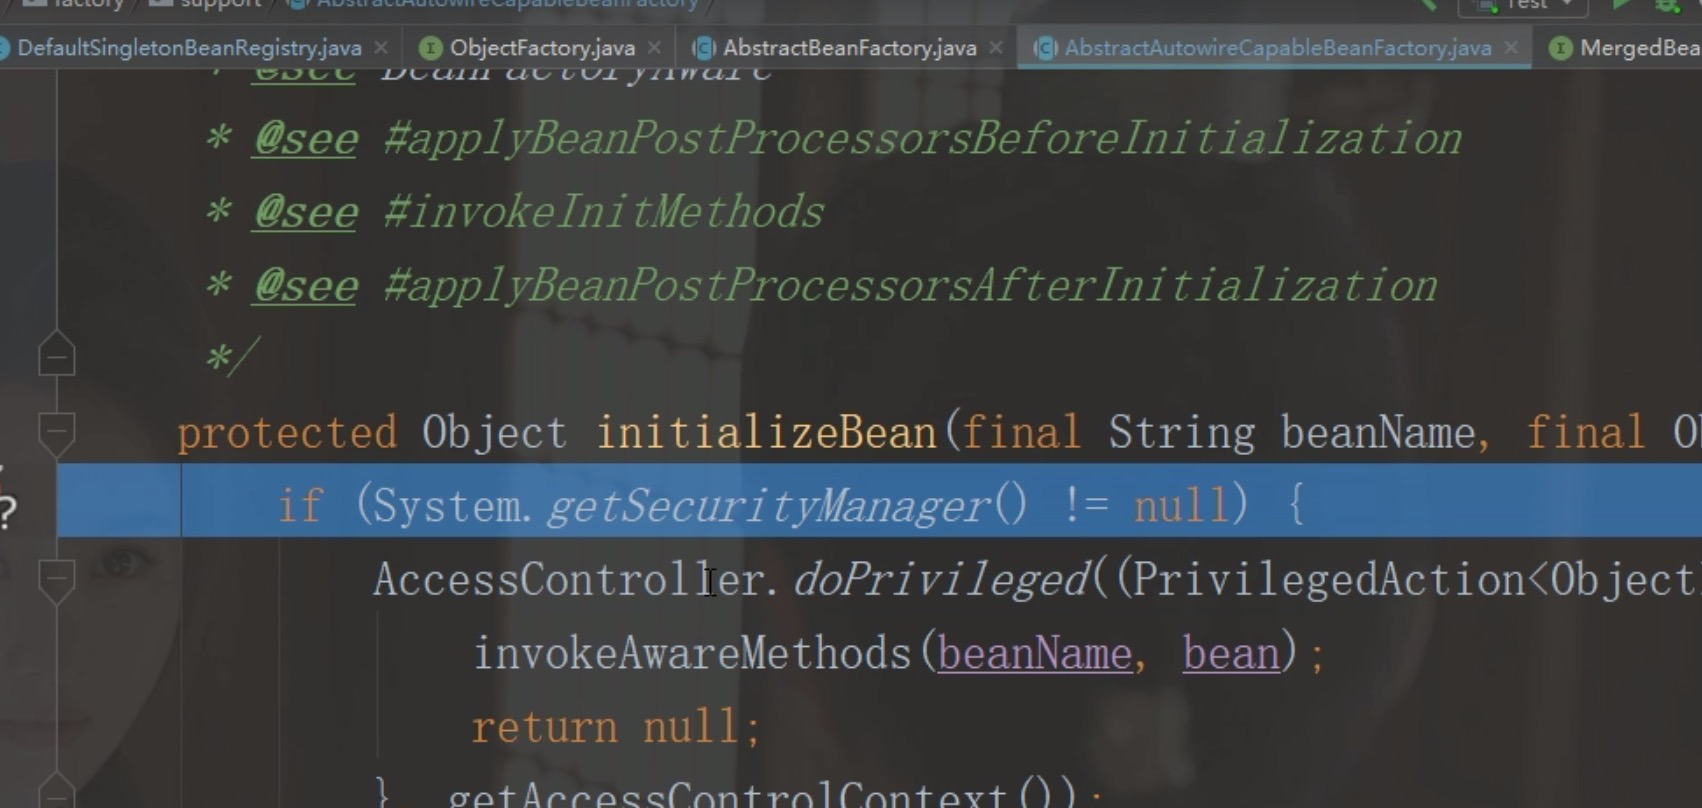 factory support AbstractAutowireCapableBeanFactory Test
DefaultSingletonBeanRegistry.java × ObjectFactory.java × AbstractBeanFactory.java × AbstractAutowireCapableBeanFactory.java × MergedBea
* @see BeanFactoryAware
* @see #applyBeanPostProcessorsBeforeInitialization
* @see #invokeInitMethods
* @see #applyBeanPostProcessorsAfterInitialization
*/
protected Object initializeBean(final String beanName, final Ob
if (System.getSecurityManager() != null) {
?
AccessController.doPrivileged((PrivilegedAction<Object>
invokeAwareMethods(beanName, bean);
return null;
} getAccessControlContext());